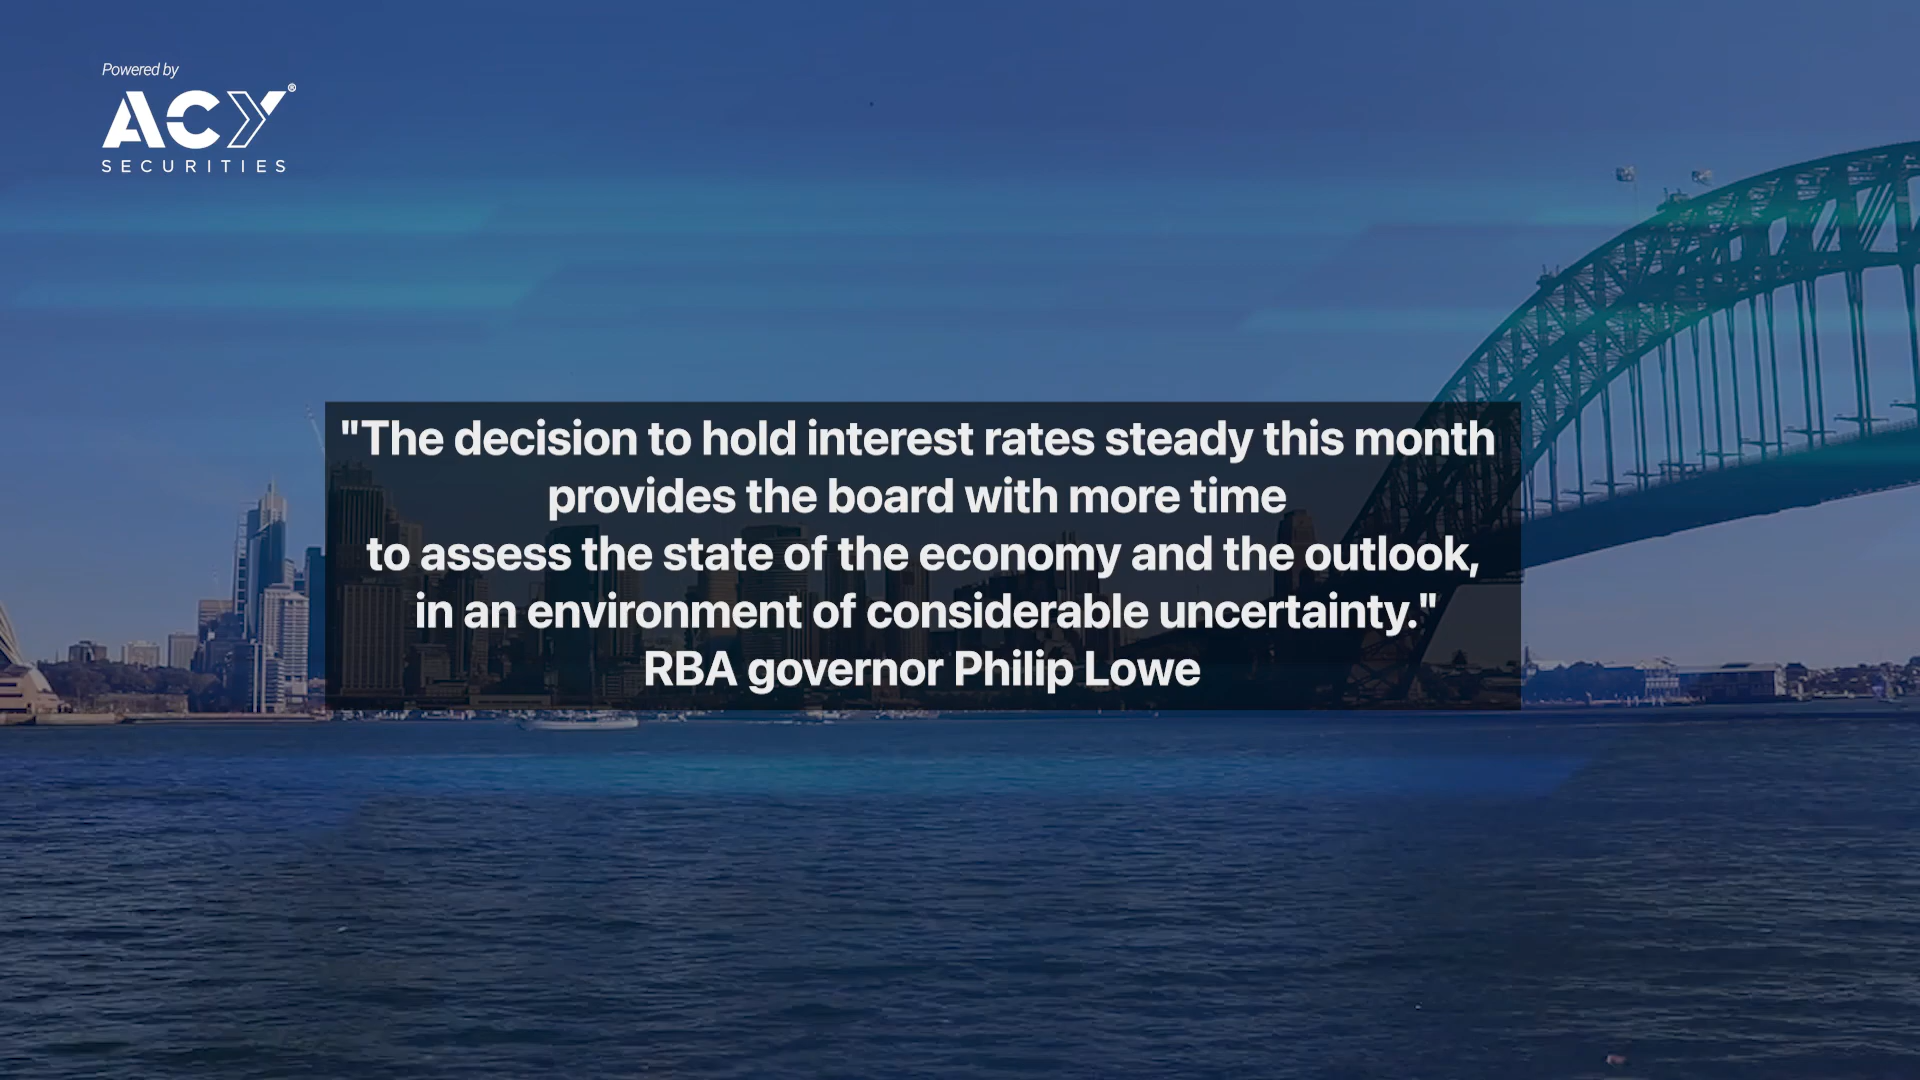 Powered by
ACY®
SECURITIES
"The decision to hold interest rates steady this month
provides the board with more time
to assess the state of the economy and the outlook,
in an environment of considerable uncertainty."
RBA governor Philip Lowe